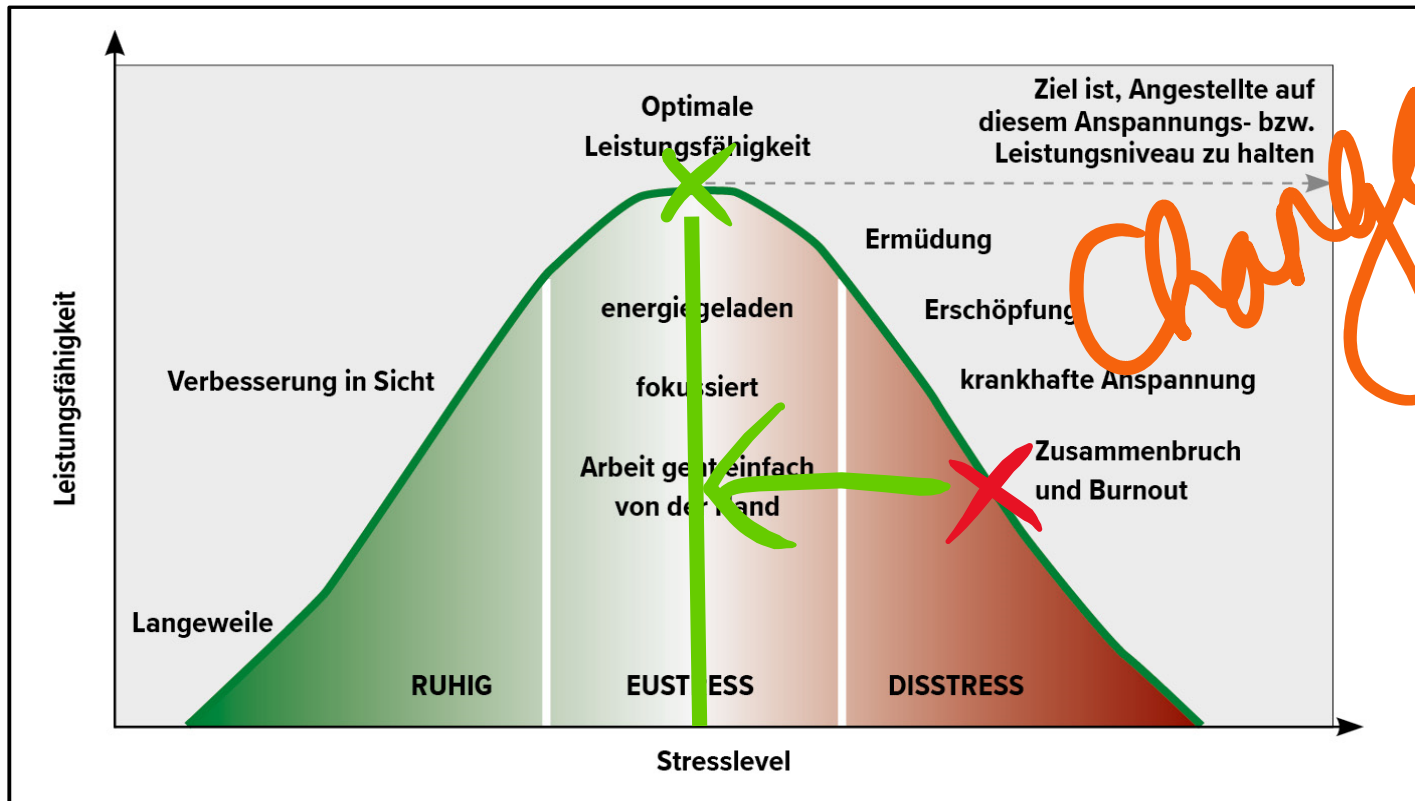 Optimale
Leistungsfähigkeit
Ziel ist, Angestellte auf
diesem Anspannungs- bzw.
Leistungsniveau zu halten
Ermüdung
Erschöpfung
krankhafte Anspannung
Zusammenbruch
und Burnout
energiegeladen
fokussiert
Arbeit geht einfach
von der Hand
Verbesserung in Sicht
Langeweile
RUHIG
EUSTRESS
DISSTRESS
Leistungsfähigkeit
Stresslevel